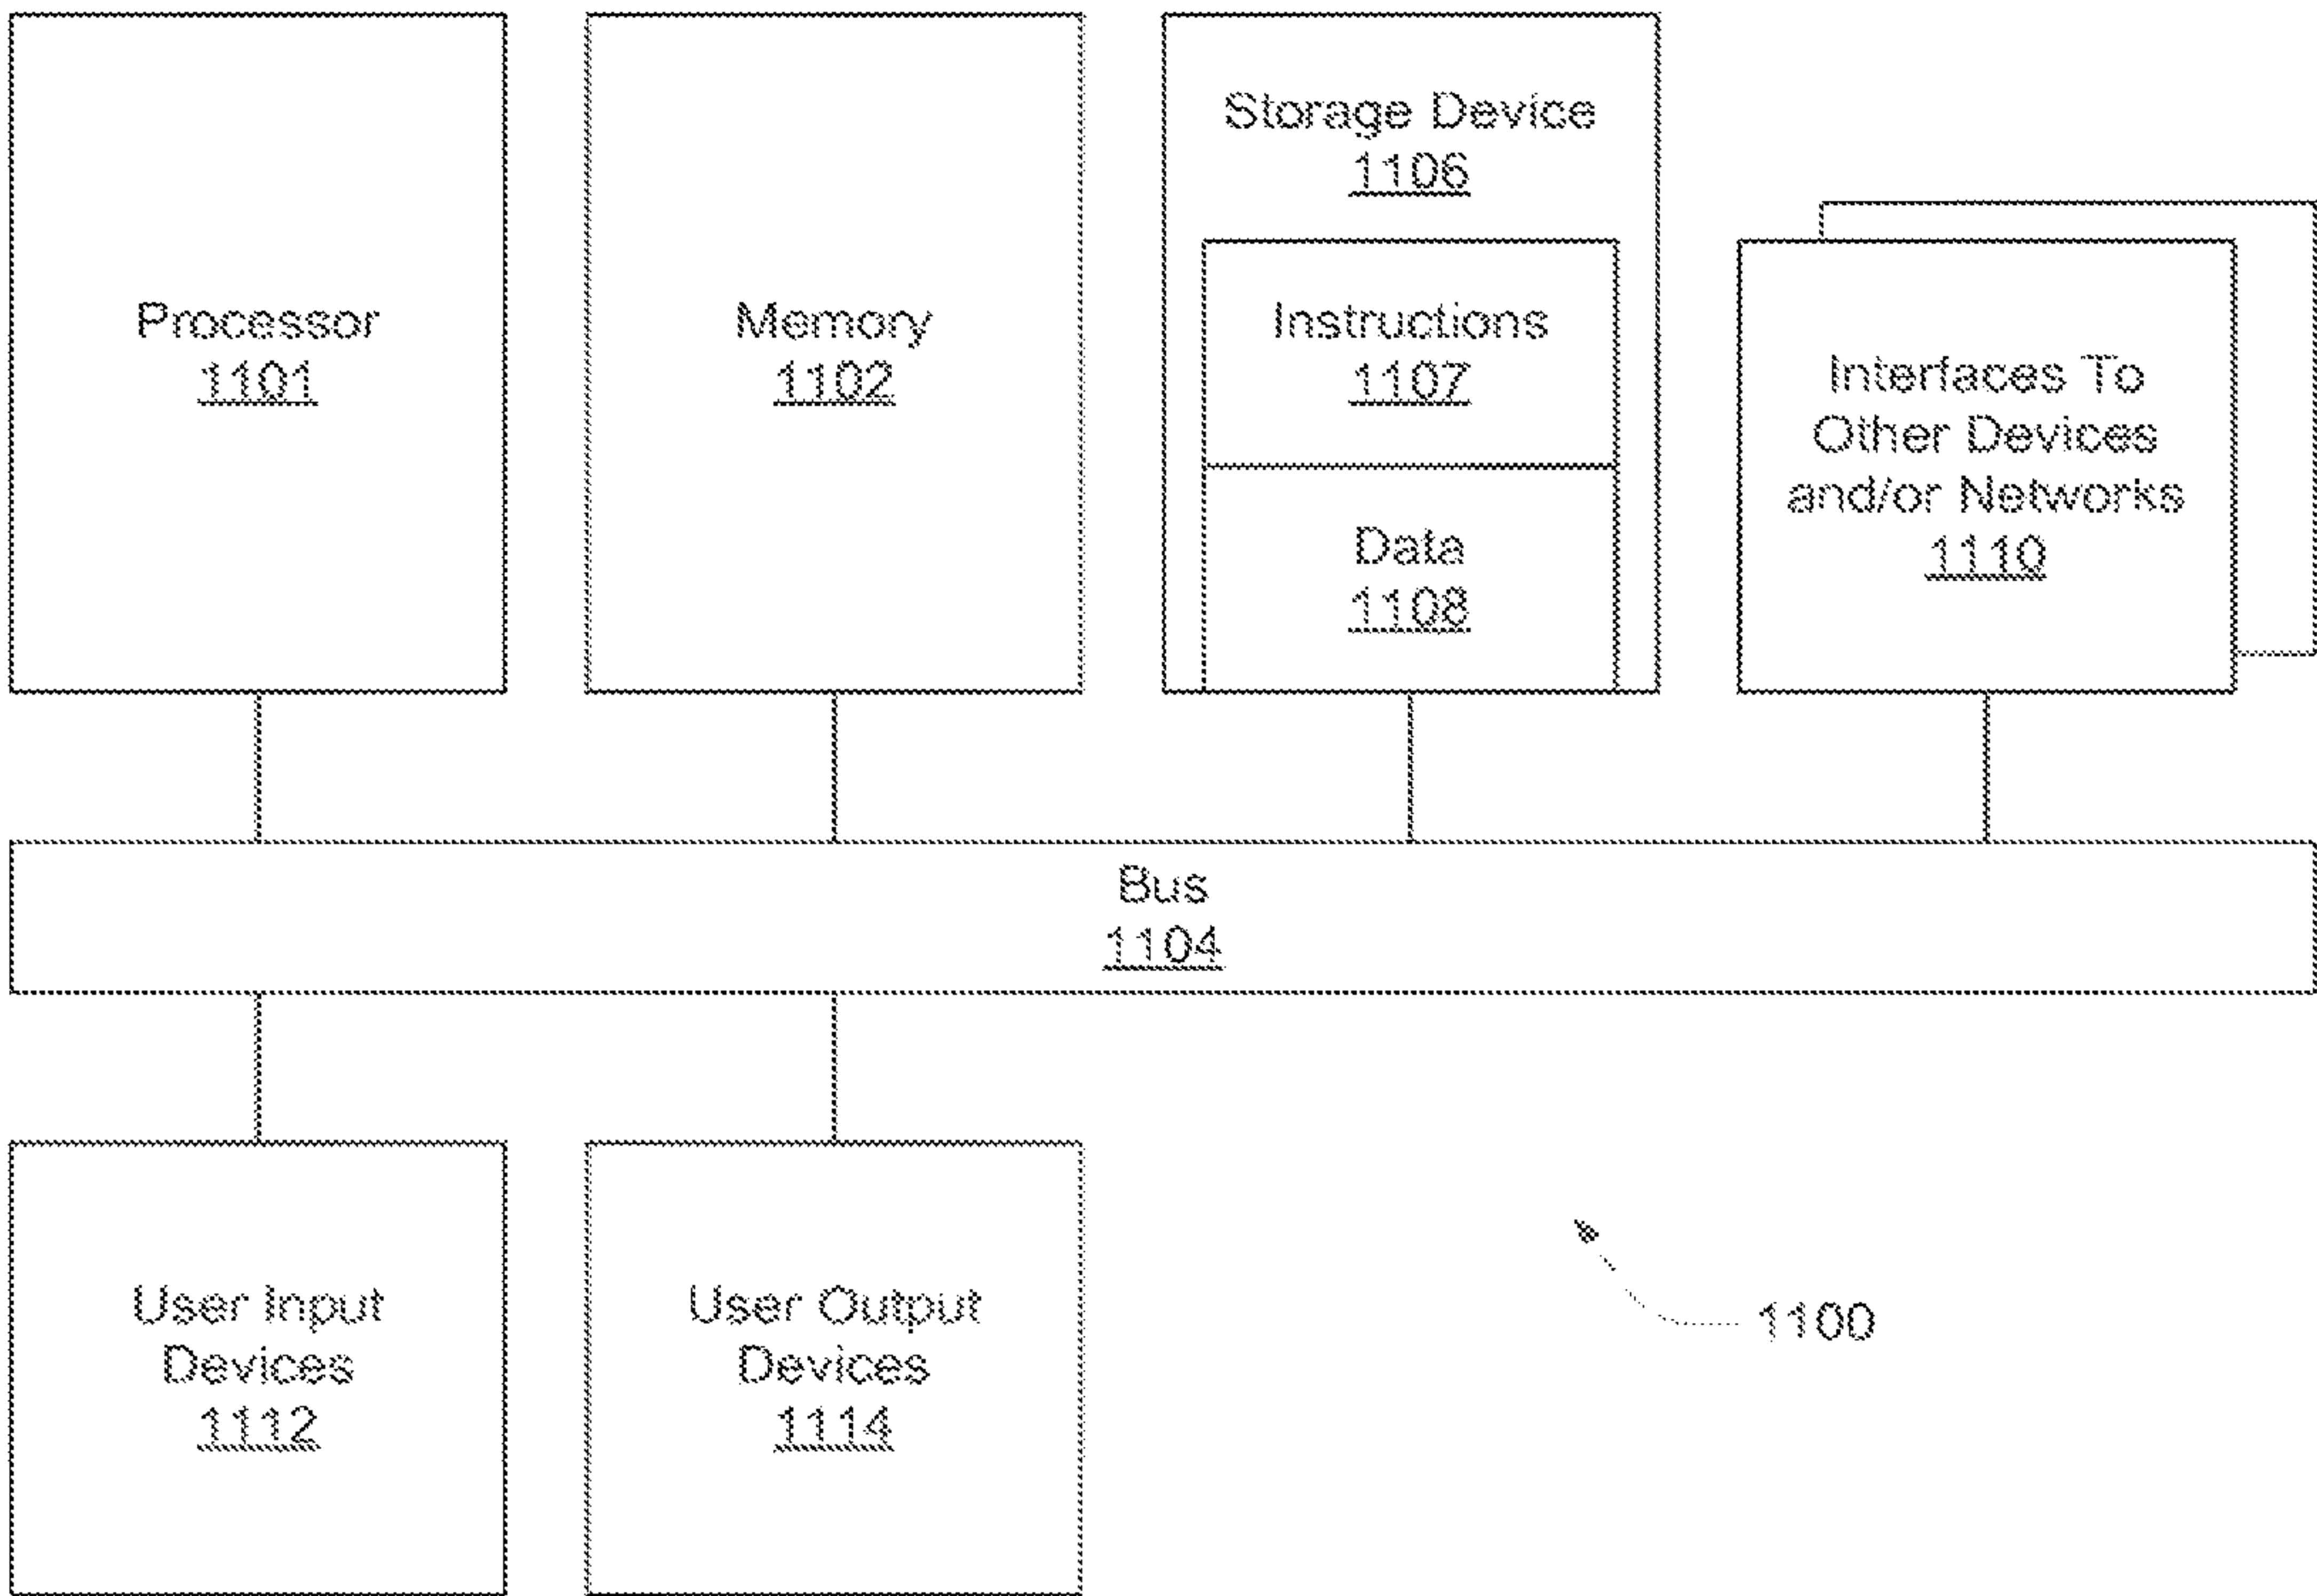 Processor
1101
Memory
1102
Storage Device
1106
Instructions
1107
Data
1108
Interfaces To
Other Devices
and/or Networks
1110
Bus
1104
User Input
Devices
1112
User Output
Devices
1114
1100